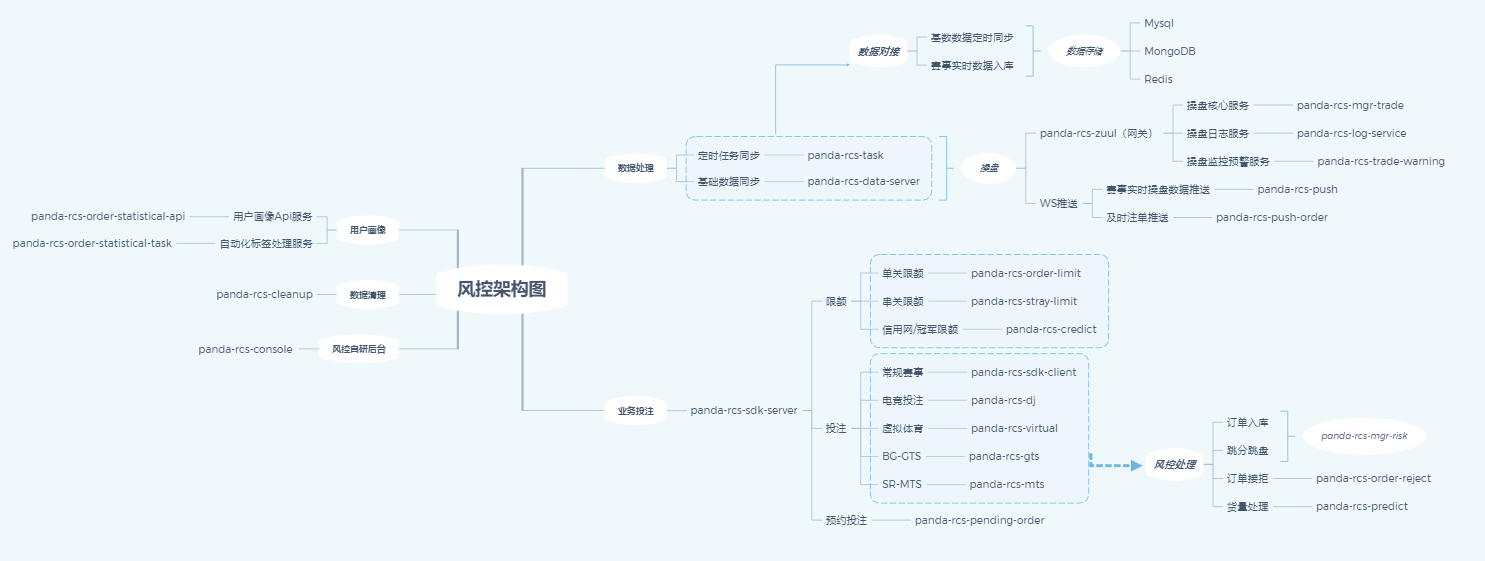 风控架构图
数据处理
定时任务同步
panda-rcs-task
基础数据同步
panda-rcs-data-server
数据对接
基数数据定时同步
赛事实时数据入库
数据存储
Mysql
MongoDB
Redis
操盘
panda-rcs-zuul（网关）
操盘核心服务
panda-rcs-mgr-trade
操盘日志服务
panda-rcs-log-service
操盘监控预警服务
panda-rcs-trade-warning
WS推送
赛事实时操盘数据推送
panda-rcs-push
及时注单推送
panda-rcs-push-order
业务投注
panda-rcs-sdk-server
限额
单关限额
panda-rcs-order-limit
串关限额
panda-rcs-stray-limit
信用网/冠军限额
panda-rcs-credict
投注
常规赛事
panda-rcs-sdk-client
电竞投注
panda-rcs-dj
虚拟体育
panda-rcs-virtual
BG-GTS
panda-rcs-gts
SR-MTS
panda-rcs-mts
预约投注
panda-rcs-pending-order
风控处理
订单入库
跳分跳盘
panda-rcs-mgr-risk
订单接拒
panda-rcs-order-reject
货量处理
panda-rcs-predict
用户画像
用户画像Api服务
panda-rcs-order-statistical-api
自动化标签处理服务
panda-rcs-order-statistical-task
数据清理
panda-rcs-cleanup
风控自研后台
panda-rcs-console